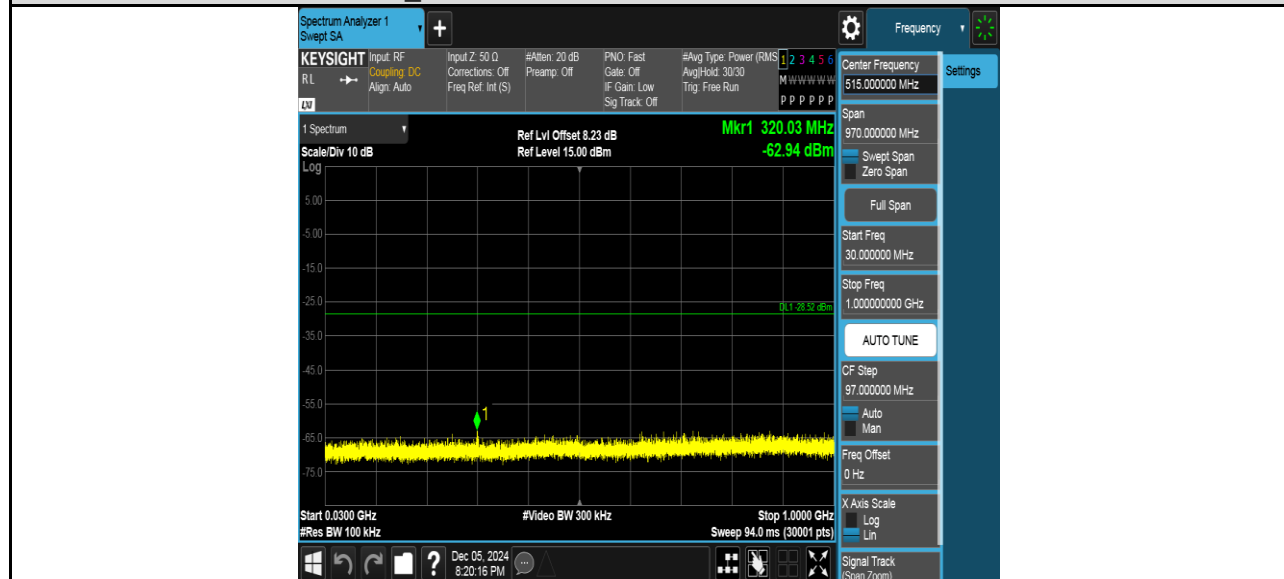 Spectrum Analyzer 1
Swept SA
+
Frequency
KEYSIGHT
RL
LXI
Input: RF
Coupling: DC
Align: Auto
Input Z: 50 Ω
Corrections: Off
Freq Ref: Int (S)
#Atten: 20 dB
Preamp: Off
PNO: Fast
Gate: Off
IF Gain: Low
Sig Track: Off
#Avg Type: Power (RMS
Avg|Hold: 30/30
Trig: Free Run
1 2 3 4 5 6
M W W W W W
P P P P P P
1 Spectrum
Scale/Div 10 dB
Log
Ref Lvl Offset 8.23 dB
Ref Level 15.00 dBm
Mkr1 320.03 MHz
-62.94 dBm
5.00
-5.00
-15.0
-25.0
DL1 -28.52 dBm
-35.0
-45.0
-55.0
1
-65.0
-75.0
Start 0.0300 GHz
#Res BW 100 kHz
#Video BW 300 kHz
Stop 1.0000 GHz
Sweep 94.0 ms (30001 pts)
Center Frequency
515.000000 MHz
Settings
Span
970.000000 MHz
Swept Span
Zero Span
Full Span
Start Freq
30.000000 MHz
Stop Freq
1.000000000 GHz
AUTO TUNE
CF Step
97.000000 MHz
Auto
Man
Freq Offset
0 Hz
X Axis Scale
Log
Lin
Signal Track
(Span Zoom)
?
Dec 05, 2024
8:20:16 PM